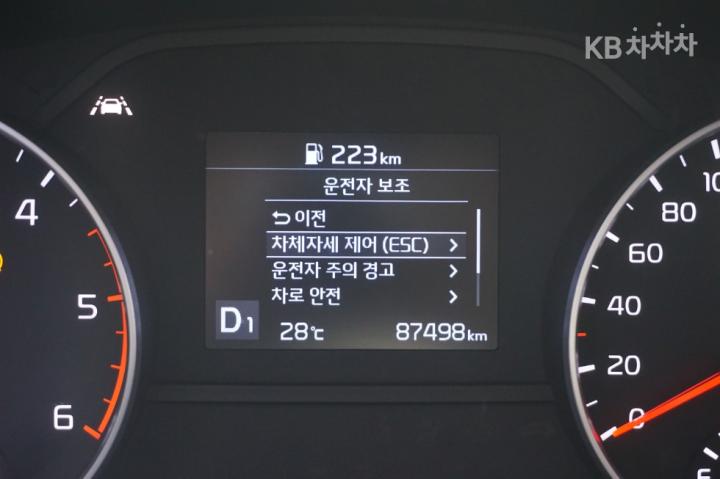 KB차차차
223km
운전자 보조
이전
차체자세 제어 (ESC)
운전자 주의 경고
차로 안전
D1
28℃
87498km
4
5
6
80
60
40
20
0